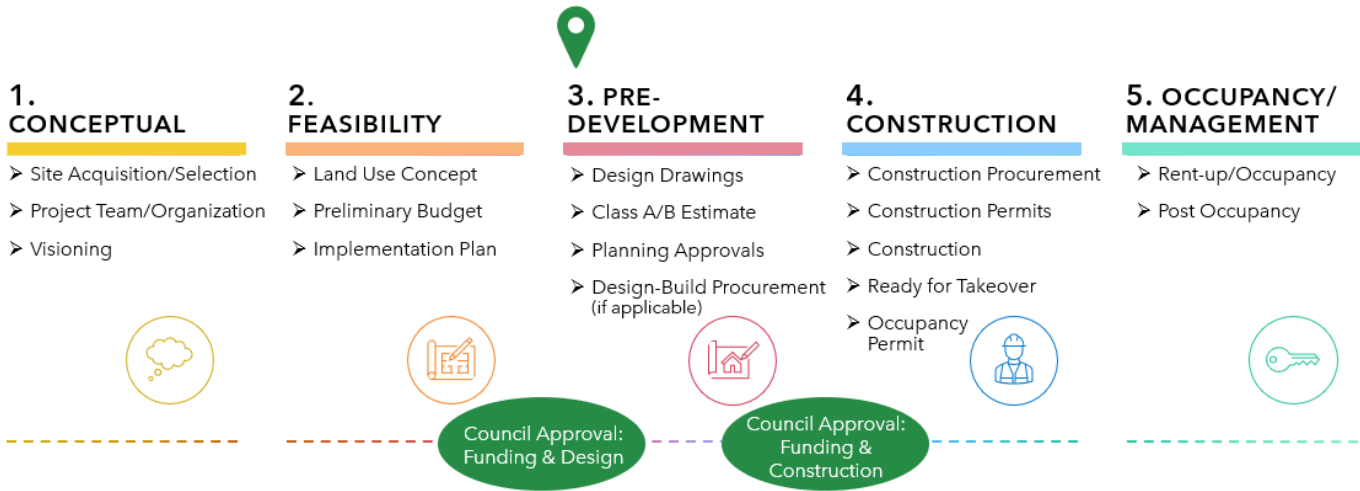 1.
CONCEPTUAL
➤ Site Acquisition/Selection
➤ Project Team/Organization
➤ Visioning
2.
FEASIBILITY
➤ Land Use Concept
➤ Preliminary Budget
➤ Implementation Plan
3. PRE-
DEVELOPMENT
➤ Design Drawings
➤ Class A/B Estimate
➤ Planning Approvals
➤ Design-Build Procurement
(if applicable)
4.
CONSTRUCTION
➤ Construction Procurement
➤ Construction Permits
➤ Construction
➤ Ready for Takeover
➤ Occupancy
Permit
5. OCCUPANCY/
MANAGEMENT
➤ Rent-up/Occupancy
➤ Post Occupancy
Council Approval:
Funding & Design
Council Approval:
Funding &
Construction